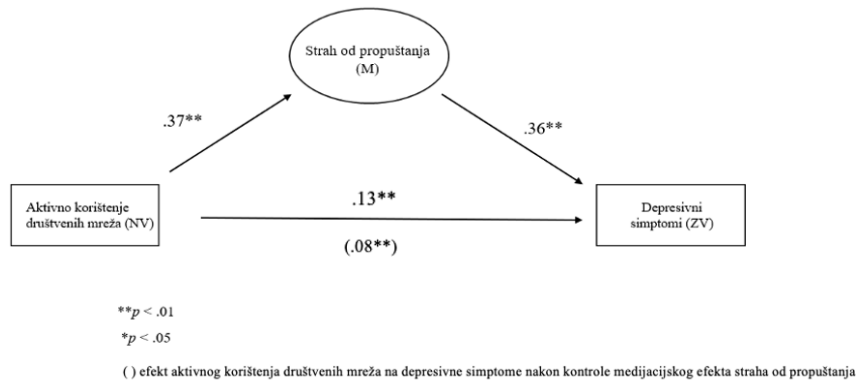 Strah od propuštanja
(M)
.37**
.36**
Aktivno korištenje
društvenih mreža (NV)
.13**
(.08**)
Depresivni
simptomi (ZV)
**p < .01
*p < .05
( ) efekt aktivnog korištenja društvenih mreža na depresivne simptome nakon kontrole medijacijskog efekta straha od propuštanja